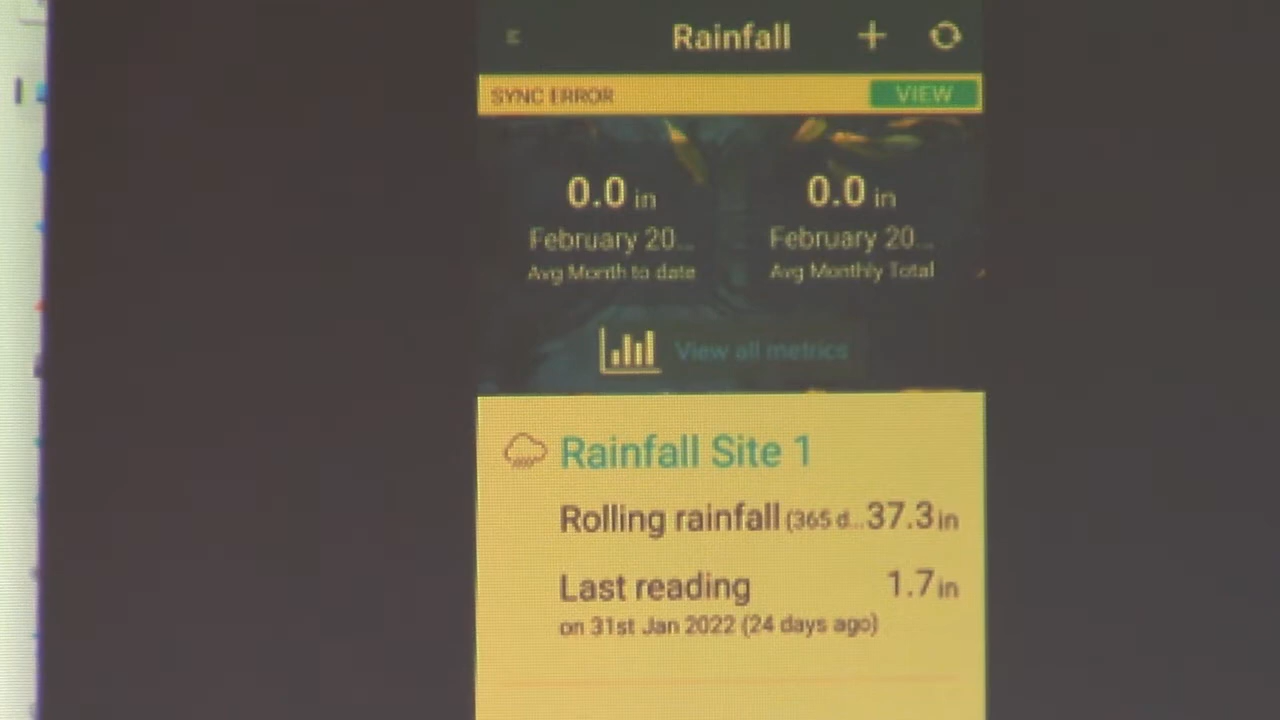 Rainfall
SYNC ERROR VIEW
0.0 in 0.0 in
February 20... February 20...
Avg Month to date Avg Monthly Total
View all metrics
Rainfall Site 1
Rolling rainfall (365 d... 37.3 in
Last reading 1.7 in
on 31st Jan 2022 (24 days ago)